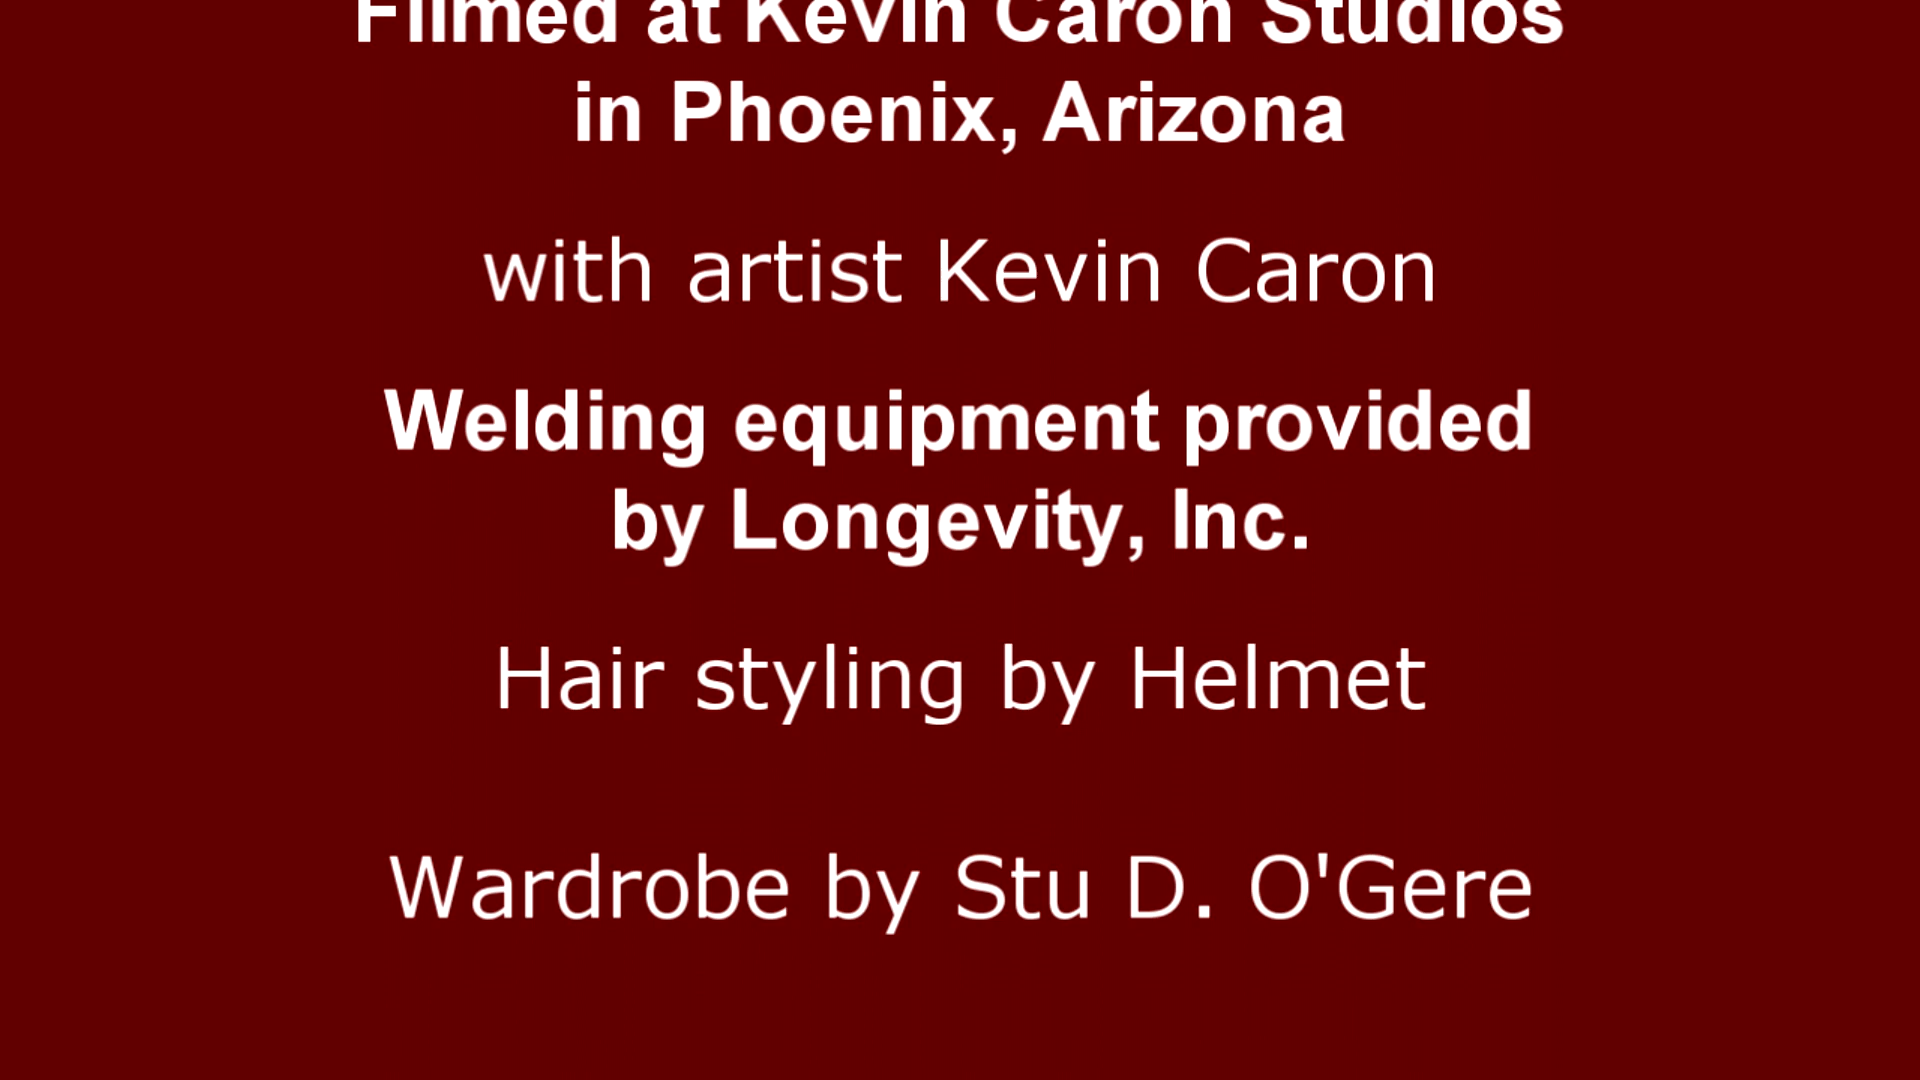 Filmed at Kevin Caron Studios
in Phoenix, Arizona
with artist Kevin Caron
Welding equipment provided
by Longevity, Inc.
Hair styling by Helmet
Wardrobe by Stu D. O'Gere